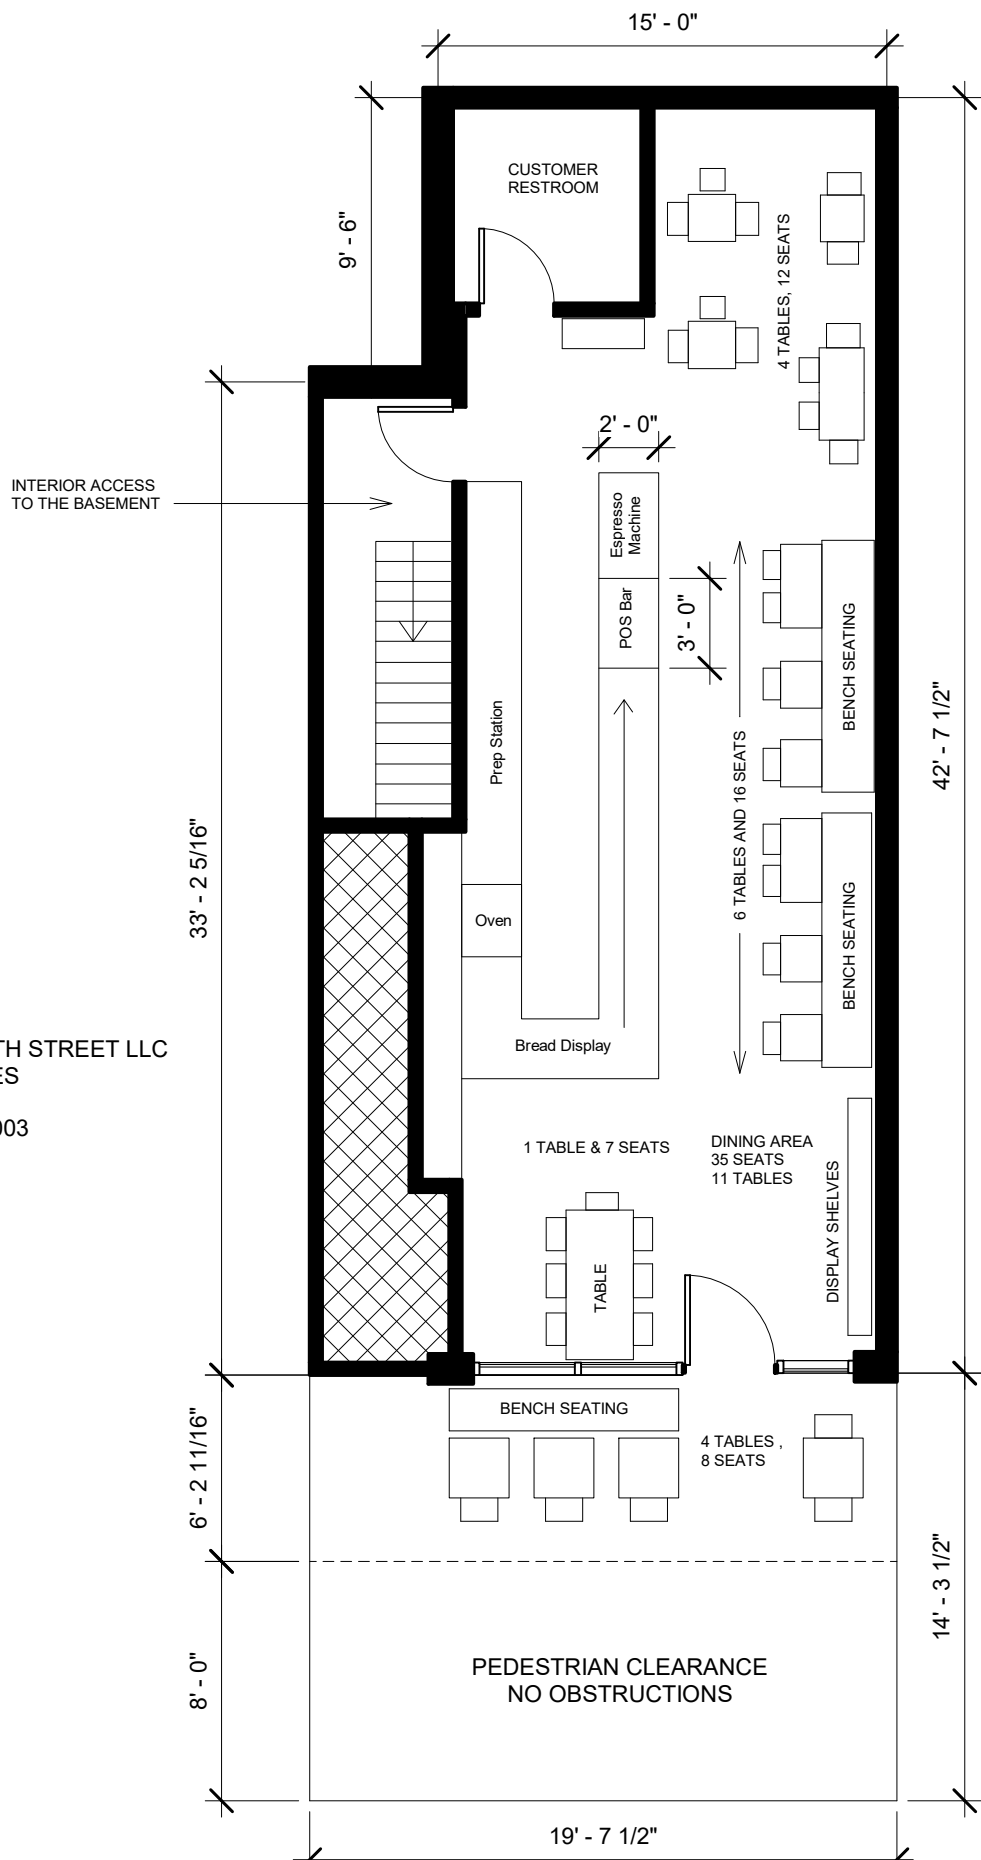 15' - 0"
CUSTOMER
RESTROOM
9' - 6"
4 TABLES, 12 SEATS
2' - 0"
INTERIOR ACCESS
TO THE BASEMENT
Espresso
Machine
POS Bar
3' - 0"
BENCH SEATING
42' - 7 1/2"
Prep Station
6 TABLES AND 16 SEATS
33' - 2 5/16"
Oven
BENCH SEATING
Bread Display
TH STREET LLC
ES
003
1 TABLE & 7 SEATS
DINING AREA
35 SEATS
11 TABLES
DISPLAY SHELVES
TABLE
BENCH SEATING
4 TABLES ,
8 SEATS
6' - 2 11/16"
14' - 3 1/2"
8' - 0"
PEDESTRIAN CLEARANCE
NO OBSTRUCTIONS
19' - 7 1/2"